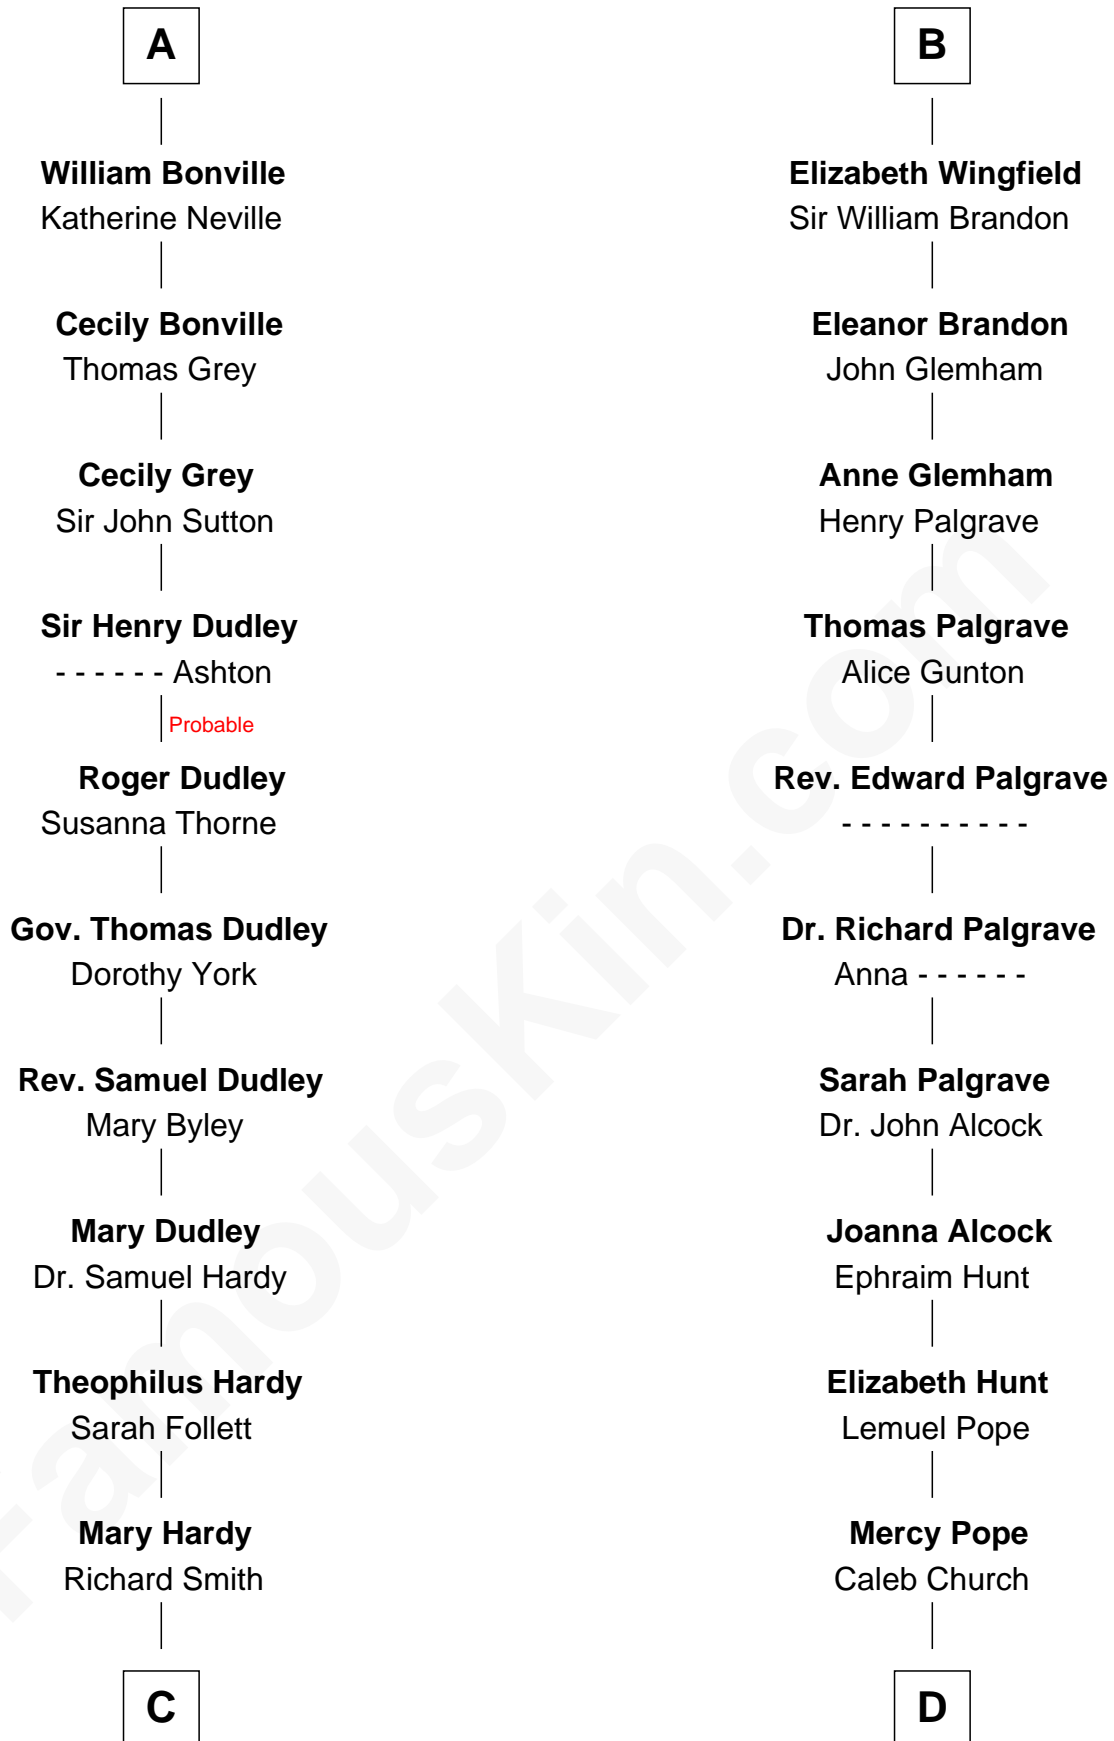 A
William Bonville
Katherine Neville
Cecily Bonville
Thomas Grey
Cecily Grey
Sir John Sutton
Sir Henry Dudley
- - - - - - Ashton
Probable
Roger Dudley
Susanna Thorne
Gov. Thomas Dudley
Dorothy York
Rev. Samuel Dudley
Mary Byley
Mary Dudley
Dr. Samuel Hardy
Theophilus Hardy
Sarah Follett
Mary Hardy
Richard Smith
C
B
Elizabeth Wingfield
Sir William Brandon
Eleanor Brandon
John Glemham
Anne Glemham
Henry Palgrave
Thomas Palgrave
Alice Gunton
Rev. Edward Palgrave
- - - - - - - - - -
Dr. Richard Palgrave
Anna - - - - - -
Sarah Palgrave
Dr. John Alcock
Joanna Alcock
Ephraim Hunt
Elizabeth Hunt
Lemuel Pope
Mercy Pope
Caleb Church
D
FamousKin.com